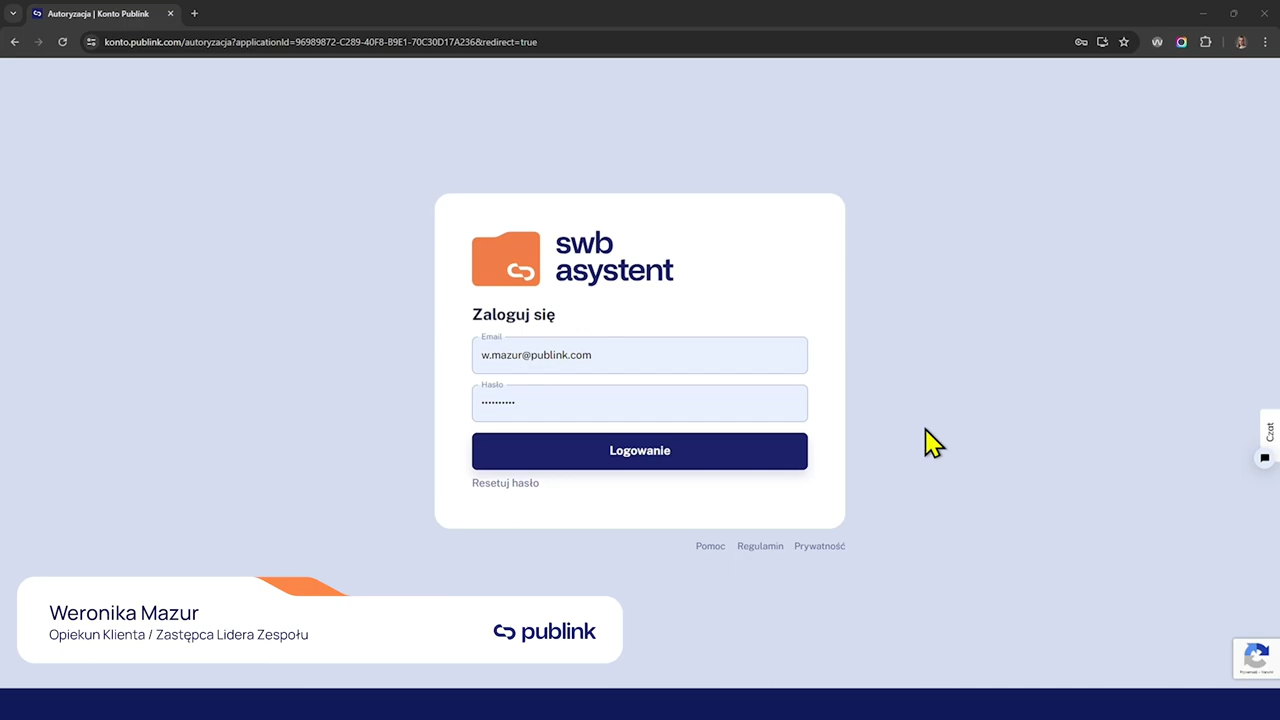 Autoryzacja | Konto Publink
konto.publink.com/autoryzacja?applicationId=96989872-C289-40F8-B9E1-70C30D17A236&redirect=true
swb
asystent
Zaloguj się
Email
w.mazur@publink.com
Hasło
••••••••••
Logowanie
Resetuj hasło
Pomoc Regulamin Prywatność
Czat
Weronika Mazur
Opiekun Klienta / Zastępca Lidera Zespołu
publink